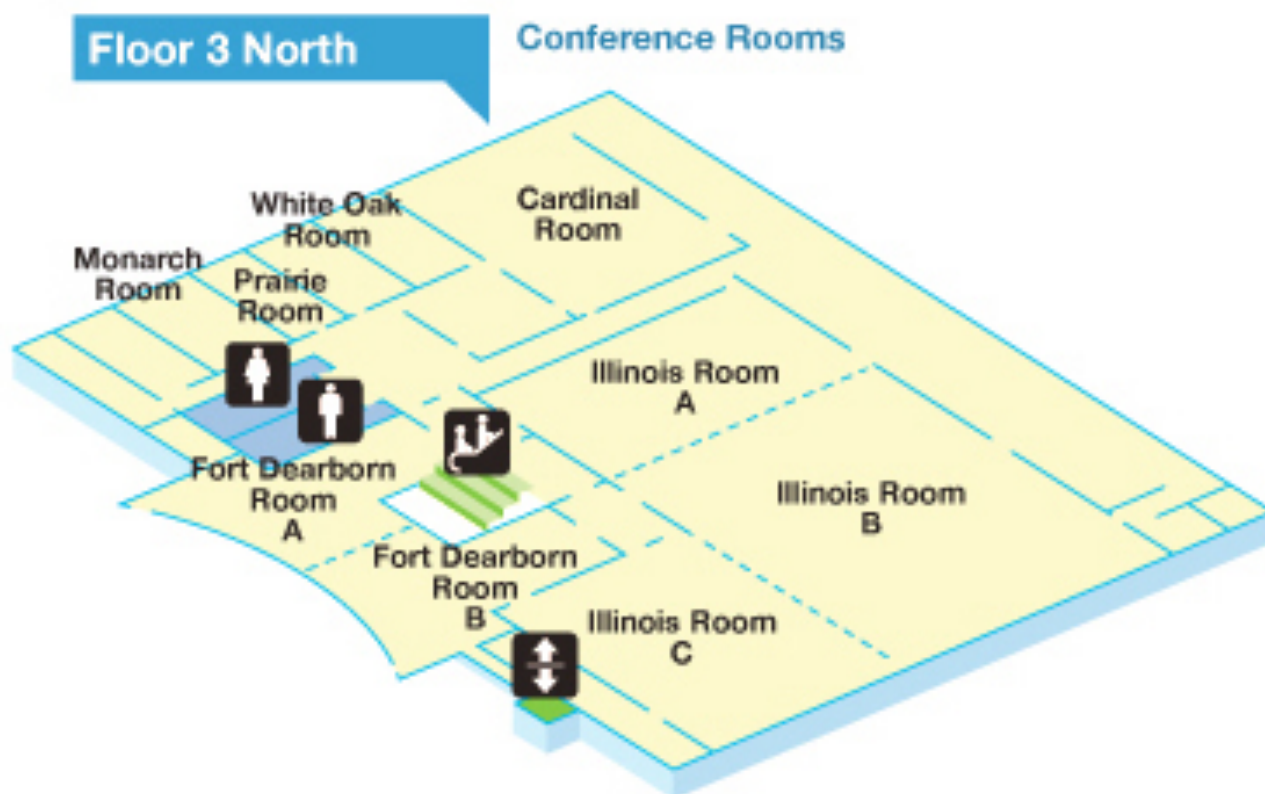 Floor 3 North
Conference Rooms
White Oak
Room
Cardinal
Room
Monarch
Room
Prairie
Room
Illinois Room
A
Fort Dearborn
Room
A
Illinois Room
B
Fort Dearborn
Room
B
Illinois Room
C